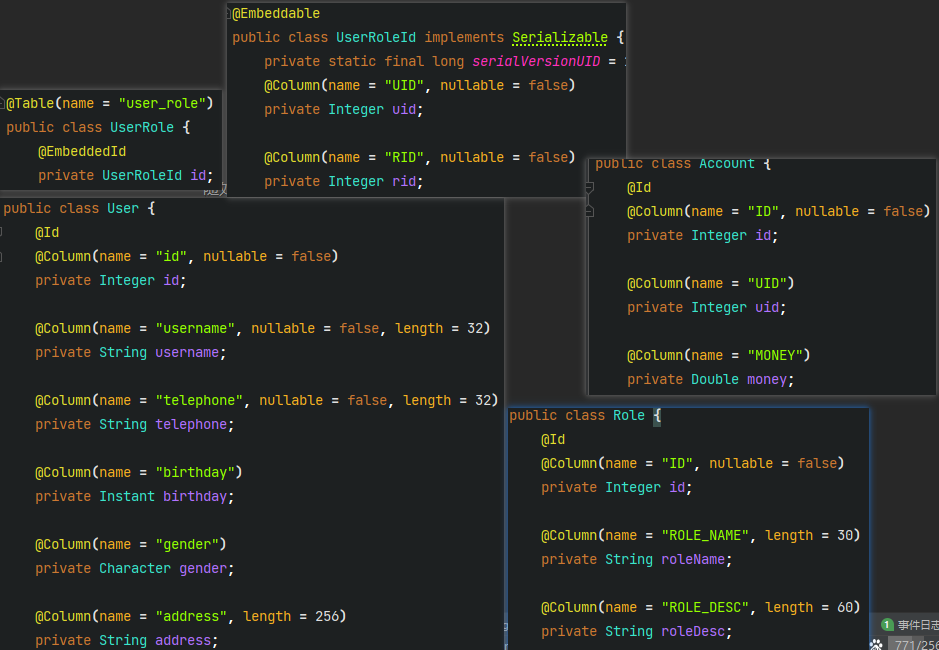 @Embeddable
public class UserRoleId implements Serializable {
private static final long serialVersionUID =
@Column(name = "UID", nullable = false)
private Integer uid;
@Column(name = "RID", nullable = false)
private Integer rid;
@Table(name = "user_role")
public class UserRole {
@EmbeddedId
private UserRoleId id;
public class User {
@Id
@Column(name = "id", nullable = false)
private Integer id;
@Column(name = "username", nullable = false, length = 32)
private String username;
@Column(name = "telephone", nullable = false, length = 32)
private String telephone;
@Column(name = "birthday")
private Instant birthday;
@Column(name = "gender")
private Character gender;
@Column(name = "address", length = 256)
private String address;
public class Account {
@Id
@Column(name = "ID", nullable = false)
private Integer id;
@Column(name = "UID")
private Integer uid;
@Column(name = "MONEY")
private Double money;
public class Role {
@Id
@Column(name = "ID", nullable = false)
private Integer id;
@Column(name = "ROLE_NAME", length = 30)
private String roleName;
@Column(name = "ROLE_DESC", length = 60)
private String roleDesc;
1 事件日志
771/256